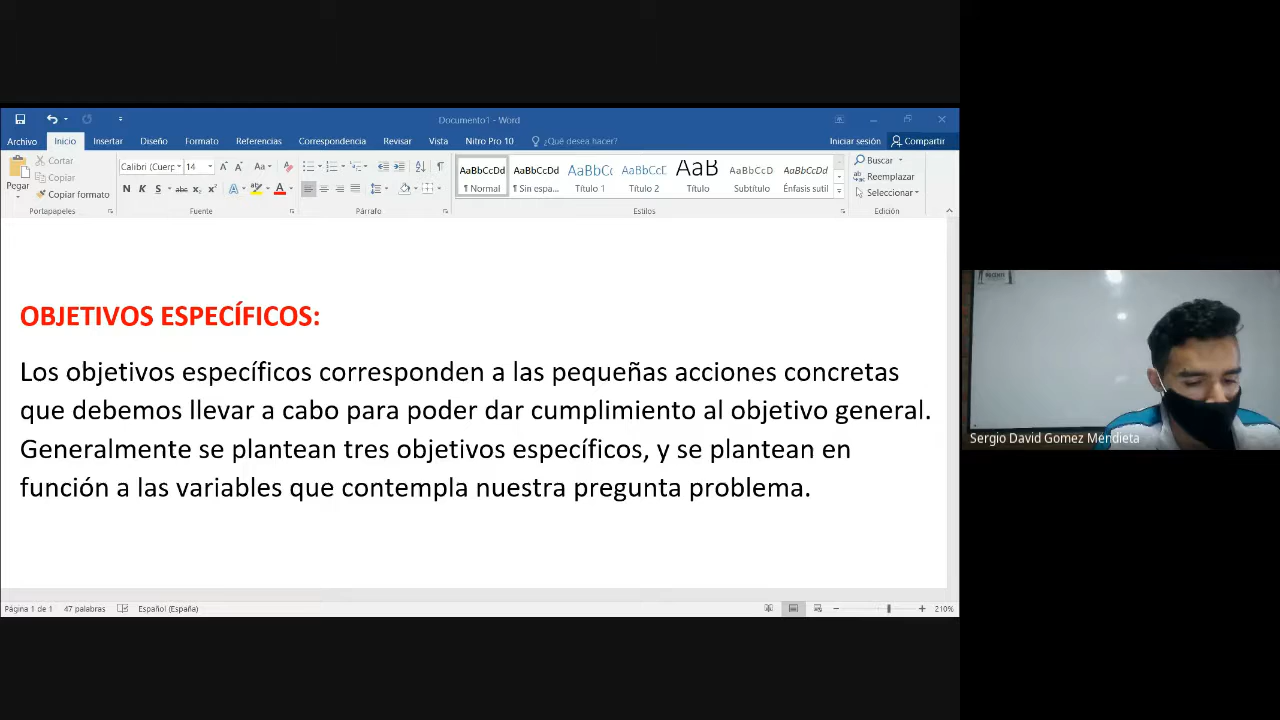 Documento1 - Word
Archivo Inicio Insertar Diseño Formato Referencias Correspondencia Revisar Vista Nitro Pro 10 ¿Qué desea hacer? Iniciar sesión Compartir
Pegar
Cortar
Copiar
Copiar formato
Portapapeles
Calibri (Cuerp 14 Aa
N K S abc x₂ x² A A
Fuente
Párrafo
AaBbCcDd AaBbCcDd AaBbCc AaBbCcC AaB AaBbCcD AaBbCcDd
¶ Normal ¶ Sin espa... Título 1 Título 2 Título Subtítulo Énfasis sutil
Estilos
Buscar
Reemplazar
Seleccionar
Edición
OBJETIVOS ESPECÍFICOS:
Los objetivos específicos corresponden a las pequeñas acciones concretas
que debemos llevar a cabo para poder dar cumplimiento al objetivo general.
Generalmente se plantean tres objetivos específicos, y se plantean en
función a las variables que contempla nuestra pregunta problema.
Página 1 de 1 47 palabras Español (España) 210%
Sergio David Gomez Mendieta